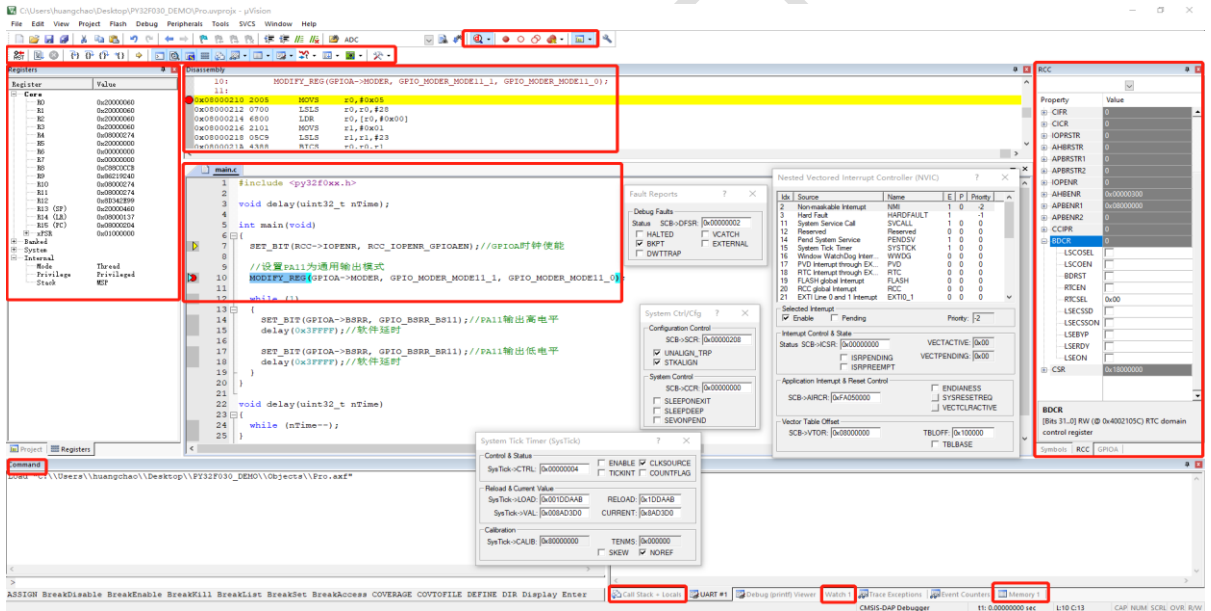 C:\Users\huangchao\Desktop\PY32F030_DEMO\Pro.uvprojx - µVision
File Edit View Project Flash Debug Peripherals Tools SVCS Window Help
ADC
Registers
Register Value
Core
R0 0x20000060
R1 0x20000060
R2 0x20000060
R3 0x20000060
R4 0x08000274
R5 0x20000000
R6 0x00000000
R7 0x00000000
R8 0xC88C0CCB
R9 0x86219240
R10 0x08000274
R11 0x08000274
R12 0x8D342E99
R13 (SP) 0x20000460
R14 (LR) 0x08000137
R15 (PC) 0x08000204
xPSR 0x01000000
Banked
System
Internal
Mode Thread
Privilege Privileged
Stack MSP
Project Registers
Disassembly
10: MODIFY_REG(GPIOA->MODER, GPIO_MODER_MODE11_1, GPIO_MODER_MODE11_0);
11:
0x08000210 2005 MOVS r0,#0x05
0x08000212 0700 LSLS r0,r0,#28
0x08000214 6800 LDR r0,[r0,#0x00]
0x08000216 2101 MOVS r1,#0x01
0x08000218 05C9 LSLS r1,r1,#23
0x0800021A 4388 BICS r0,r0,r1
main.c
1 #include <py32f0xx.h>
2
3 void delay(uint32_t nTime);
4
5 int main(void)
6 {
7 SET_BIT(RCC->IOPENR, RCC_IOPENR_GPIOAEN);//GPIOA时钟使能
8
9 //设置PA11为通用输出模式
10 MODIFY_REG(GPIOA->MODER, GPIO_MODER_MODE11_1, GPIO_MODER_MODE11_0);
11
12 while (1)
13 {
14 SET_BIT(GPIOA->BSRR, GPIO_BSRR_BS11);//PA11输出高电平
15 delay(0x3FFFF);//软件延时
16
17 SET_BIT(GPIOA->BSRR, GPIO_BSRR_BR11);//PA11输出低电平
18 delay(0x3FFFF);//软件延时
19 }
20 }
21
22 void delay(uint32_t nTime)
23 {
24 while (nTime--);
25 }
Fault Reports ? ×
Debug Faults
Status SCB->DFSR: 0x00000002
HALTED VCATCH
BKPT EXTERNAL
DWTTRAP
System Ctrl/Cfg ? ×
Configuration Control
SCB->SCR: 0x00000208
UNALIGN_TRP
STKALIGN
System Control
SCB->CCR: 0x00000000
SLEEPONEXIT
SLEEPDEEP
SEVONPEND
System Tick Timer (SysTick) ? ×
Control & Status
SysTick->CTRL: 0x00000004 ENABLE CLKSOURCE
TICKINT COUNTFLAG
Reload & Current Value
SysTick->LOAD: 0x001DDAAB RELOAD: 0x1DDAAB
SysTick->VAL: 0x008AD3D0 CURRENT: 0x8AD3D0
Calibration
SysTick->CALIB: 0x80000000 TENMS: 0x000000
SKEW NOREF
Nested Vectored Interrupt Controller (NVIC) ? ×
Idx Source Name E P Priority
2 Non-maskable Interrupt NMI 1 0 -2
3 Hard Fault HARDFAULT 1 -1
11 System Service Call SVCALL 1 0 0
12 Reserved Reserved 0 0 0
14 Pend System Service PENDSV 1 0 0
15 System Tick Timer SYSTICK 1 0 0
16 Window WatchDog Interr... WWDG 0 0 0
17 PVD Interrupt through EX... PVD 0 0 0
18 RTC Interrupt through EX... RTC 0 0 0
19 FLASH global Interrupt FLASH 0 0 0
20 RCC global Interrupt RCC 0 0 0
21 EXTI Line 0 and 1 Interrupt EXTI0_1 0 0 0
Selected Interrupt
Enable Pending Priority: -2
Interrupt Control & State
Status SCB->ICSR: 0x00000000 VECTACTIVE: 0x00
ISRPENDING VECTPENDING: 0x00
ISRPREEMPT
Application Interrupt & Reset Control
SCB->AIRCR: 0xFA050000 ENDIANESS
SYSRESETREQ
VECTCLRACTIVE
Vector Table Offset
SCB->VTOR: 0x08000000 TBLOFF: 0x100000
TBLBASE
RCC
Property Value
CIFR 0
CICR 0
IOPRSTR 0
AHBRSTR 0
APBRSTR1 0
APBRSTR2 0
IOPENR 0
AHBENR 0x00000300
APBENR1 0x08000000
APBENR2 0
CCIPR 0
BDCR 0
LSCOSEL
LSCOEN
BDRST
RTCEN
RTCSEL 0x00
LSECSSD
LSECSSON
LSEBYP
LSERDY
LSEON
CSR 0x18000000
BDCR
[Bits 31..0] RW (@ 0x4002105C) RTC domain control register
Symbols RCC GPIOA
Command
Load "C:\\Users\\huangchao\\Desktop\\PY32F030_DEMO\\Objects\\Pro.axf"
>
ASSIGN BreakDisable BreakEnable BreakKill BreakList BreakSet BreakAccess COVERAGE COVTOFILE DEFINE DIR Display Enter
Call Stack + Locals UART #1 Debug (printf) Viewer Watch 1 Trace Exceptions Event Counters Memory 1
CMSIS-DAP Debugger t1: 0.00000000 sec L:10 C:13 CAP NUM SCRL OVR R/W